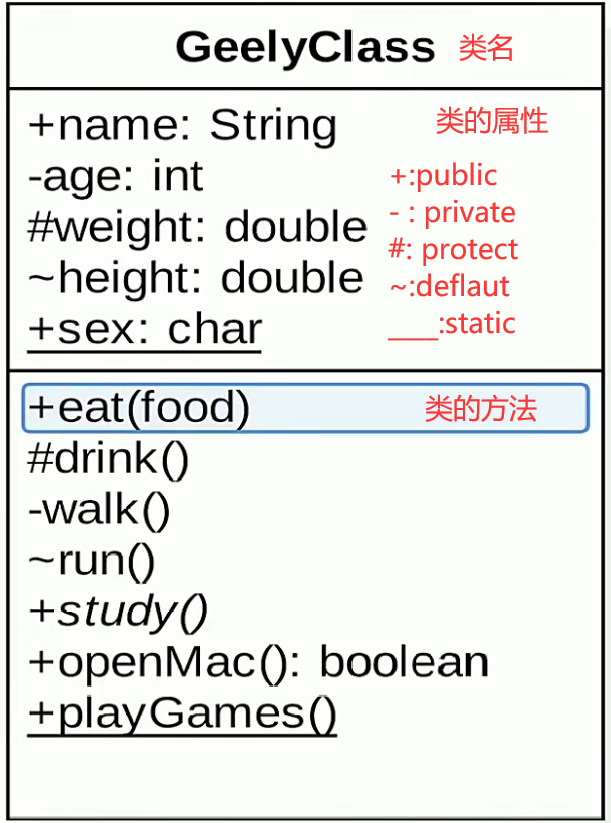 GeelyClass 类名
+name: String 类的属性
-age: int +:public
- : private
#weight: double #: protect
~height: double ~:deflaut
+sex: char ____:static
+eat(food) 类的方法
#drink()
-walk()
~run()
+study()
+openMac(): boolean
+playGames()